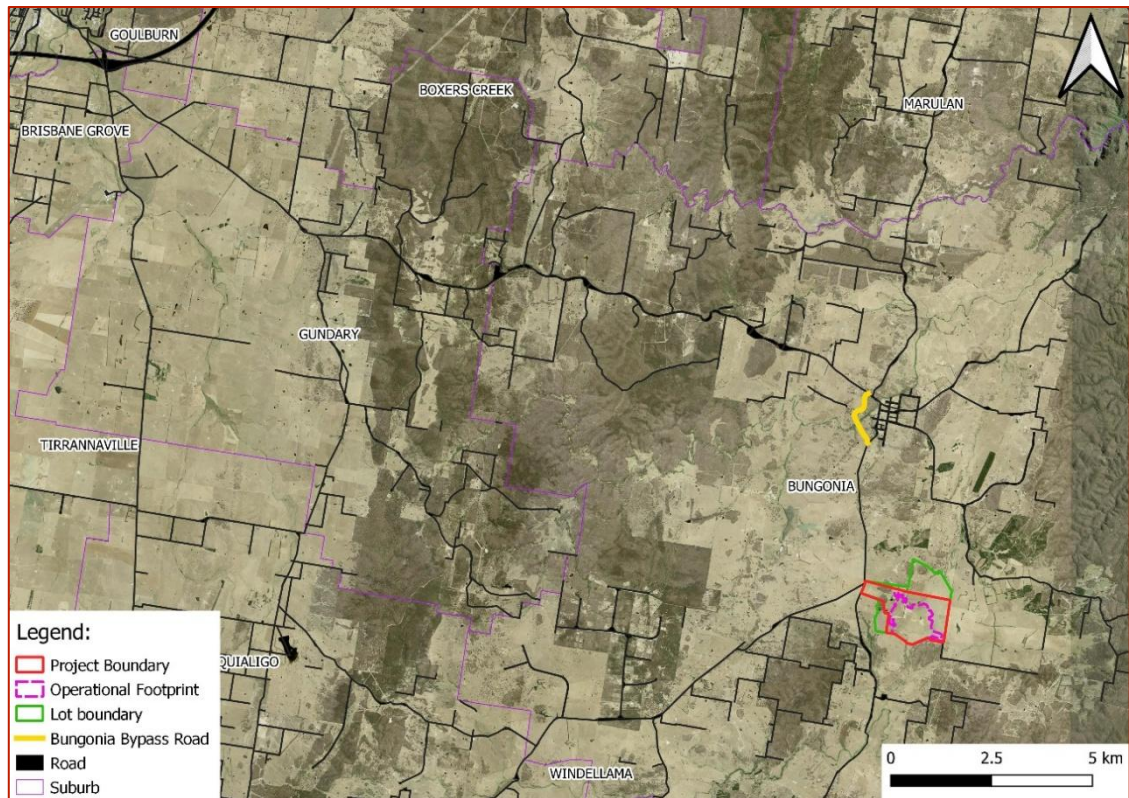 GOULBURN
BOXERS CREEK
MARULAN
BRISBANE GROVE
GUNDARY
TIRRANNAVILLE
BUNGONIA
QUIALIGO
WINDELLAMA
Legend:
Project Boundary
Operational Footprint
Lot boundary
Bungonia Bypass Road
Road
Suburb
0 2.5 5 km